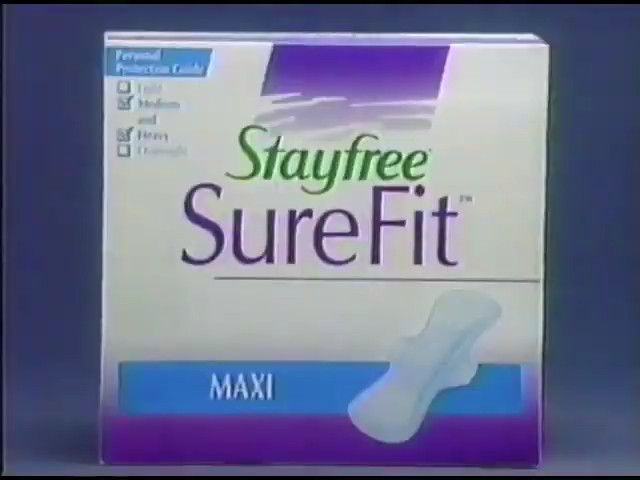 Personal
Protection Guide
Light
Medium
and
Heavy
Overnight
Stayfree
SureFit™
MAXI